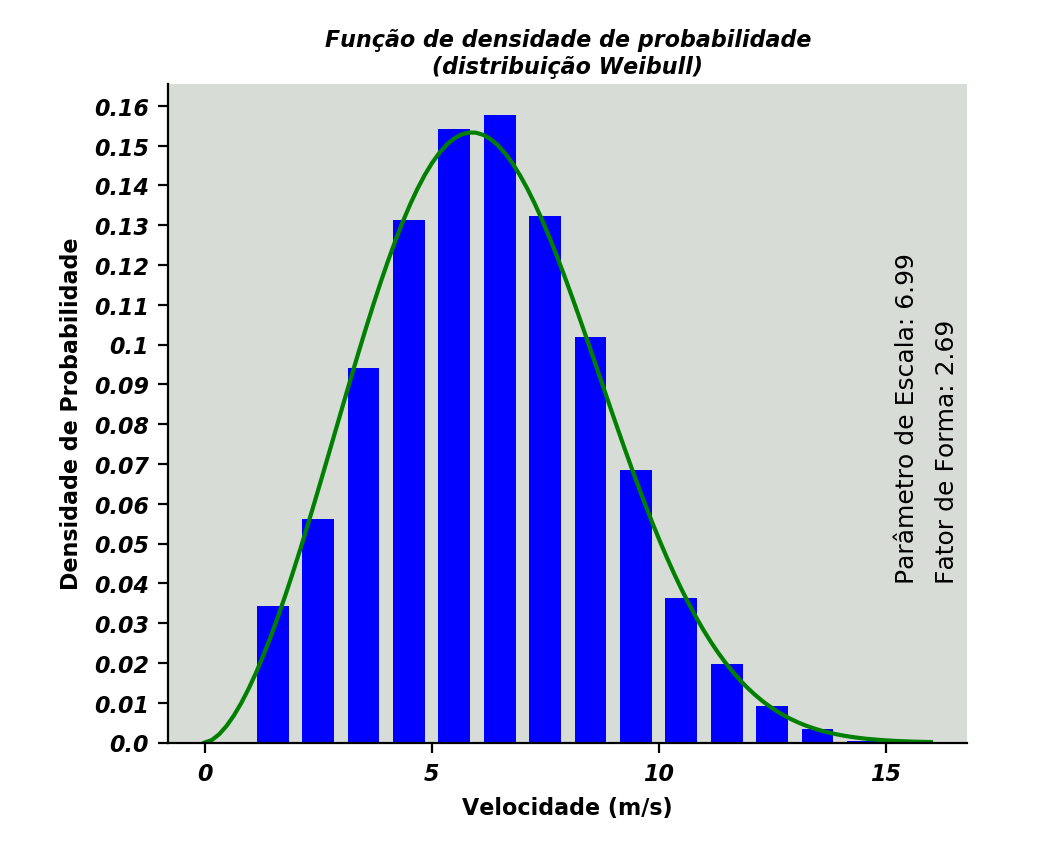 Função de densidade de probabilidade
(distribuição Weibull)
Densidade de Probabilidade
0.16
0.15
0.14
0.13
0.12
0.11
0.1
0.09
0.08
0.07
0.06
0.05
0.04
0.03
0.02
0.01
0.0
Parâmetro de Escala: 6.99
Fator de Forma: 2.69
0 5 10 15
Velocidade (m/s)